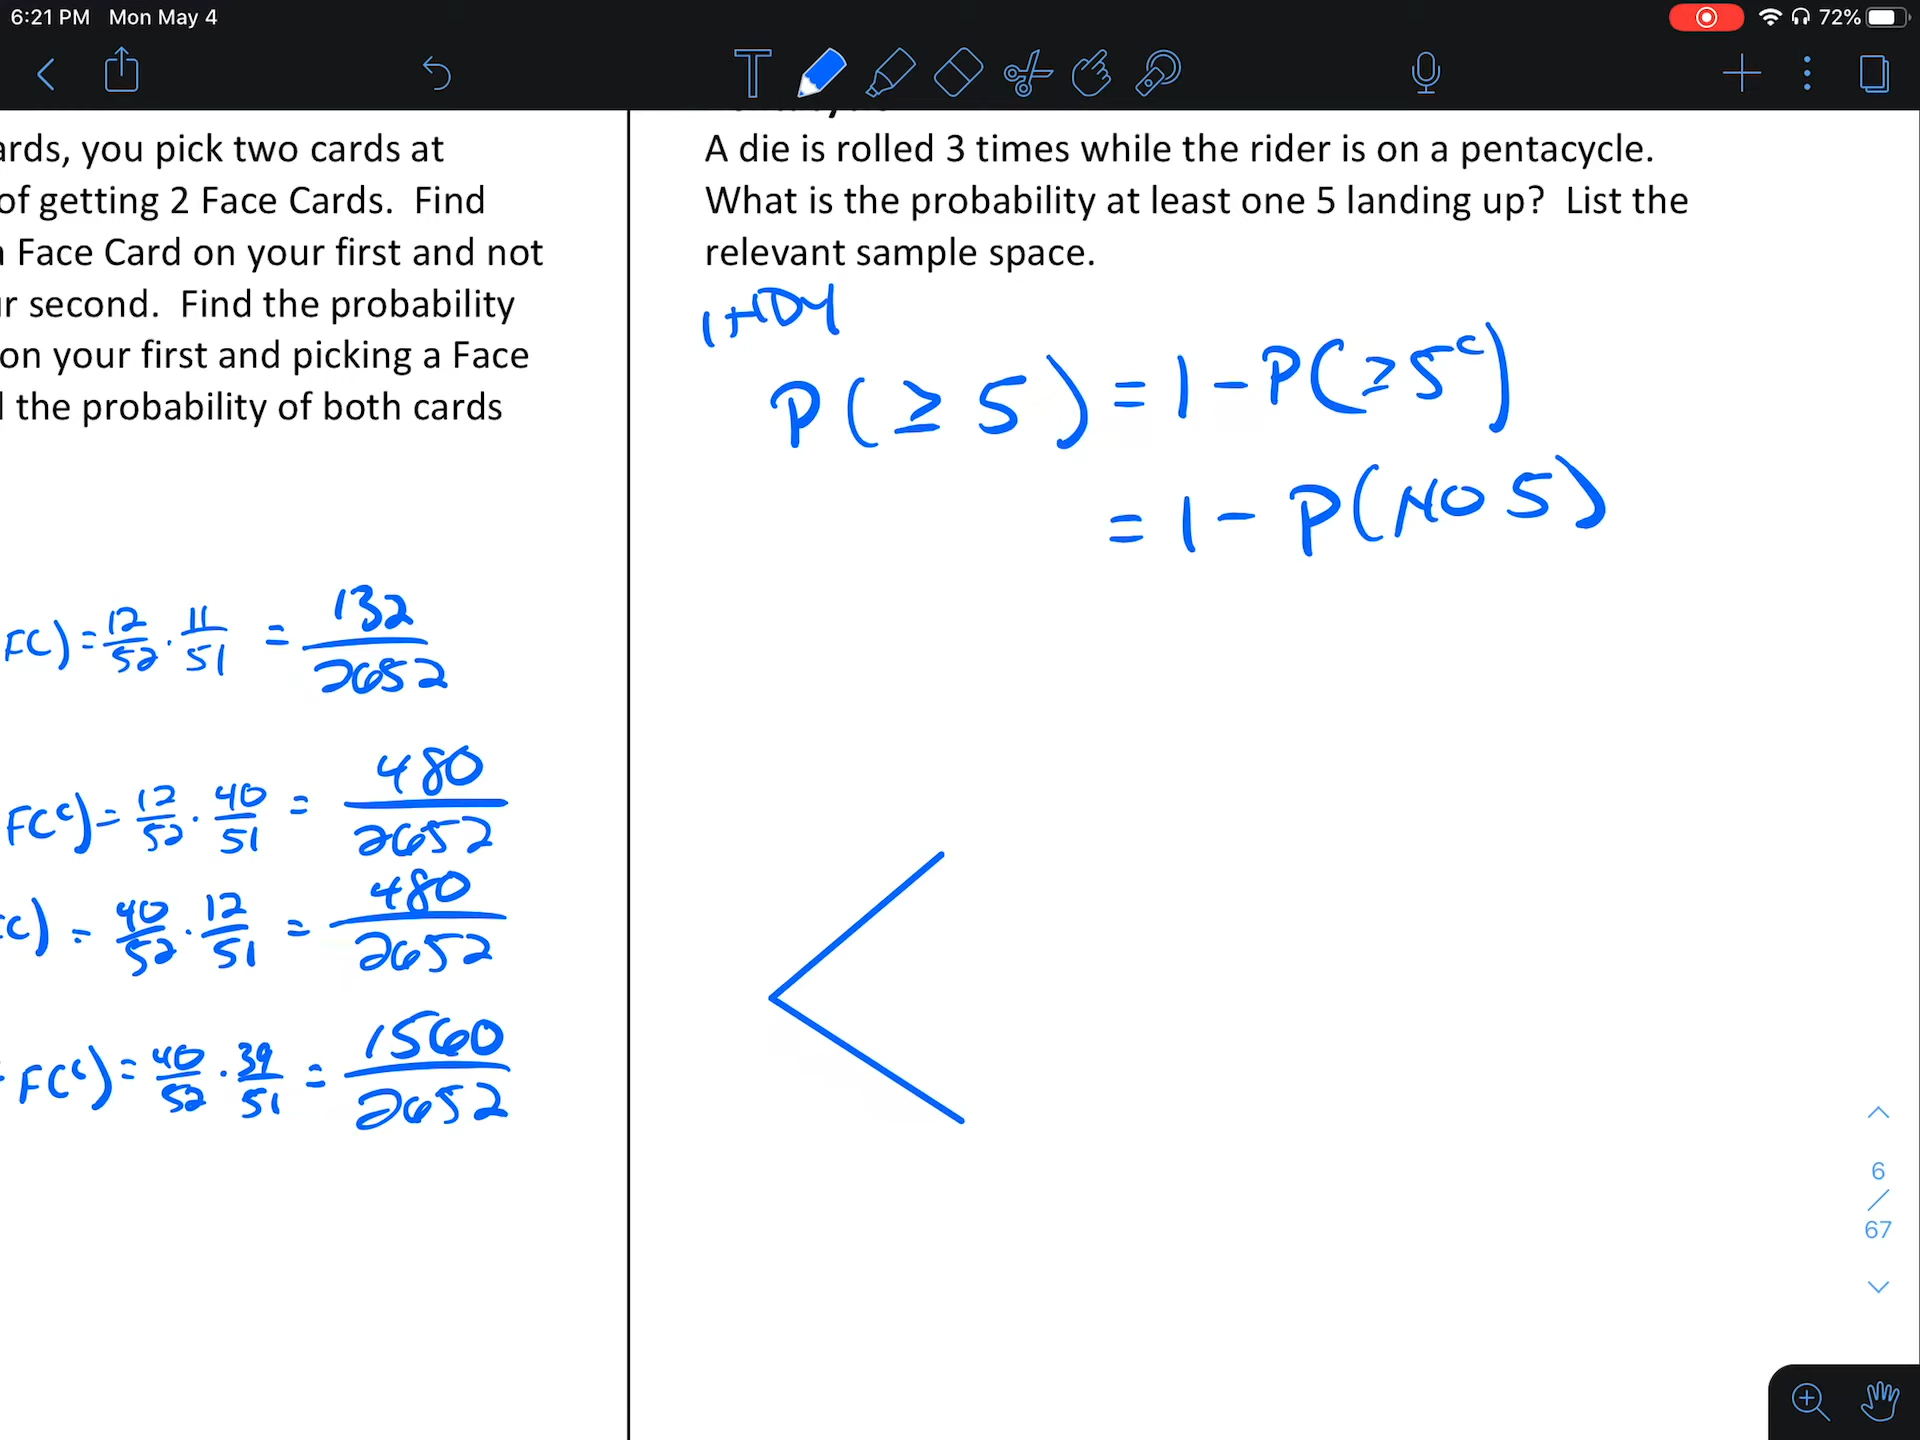 6:21 PM Mon May 4
72%
ards, you pick two cards at
of getting 2 Face Cards. Find
Face Card on your first and not
r second. Find the probability
on your first and picking a Face
the probability of both cards
FC) = 12/52 · 11/51 = 132/2652
FCᶜ) = 12/52 · 40/51 = 480/2652
C) = 40/52 · 12/51 = 480/2652
FCᶜ) = 40/52 · 39/51 = 1560/2652
A die is rolled 3 times while the rider is on a pentacycle.
What is the probability at least one 5 landing up? List the
relevant sample space.
P(≥ 5) = 1 - P(≥5ᶜ)
= 1 - P(NO 5)
6
/
67